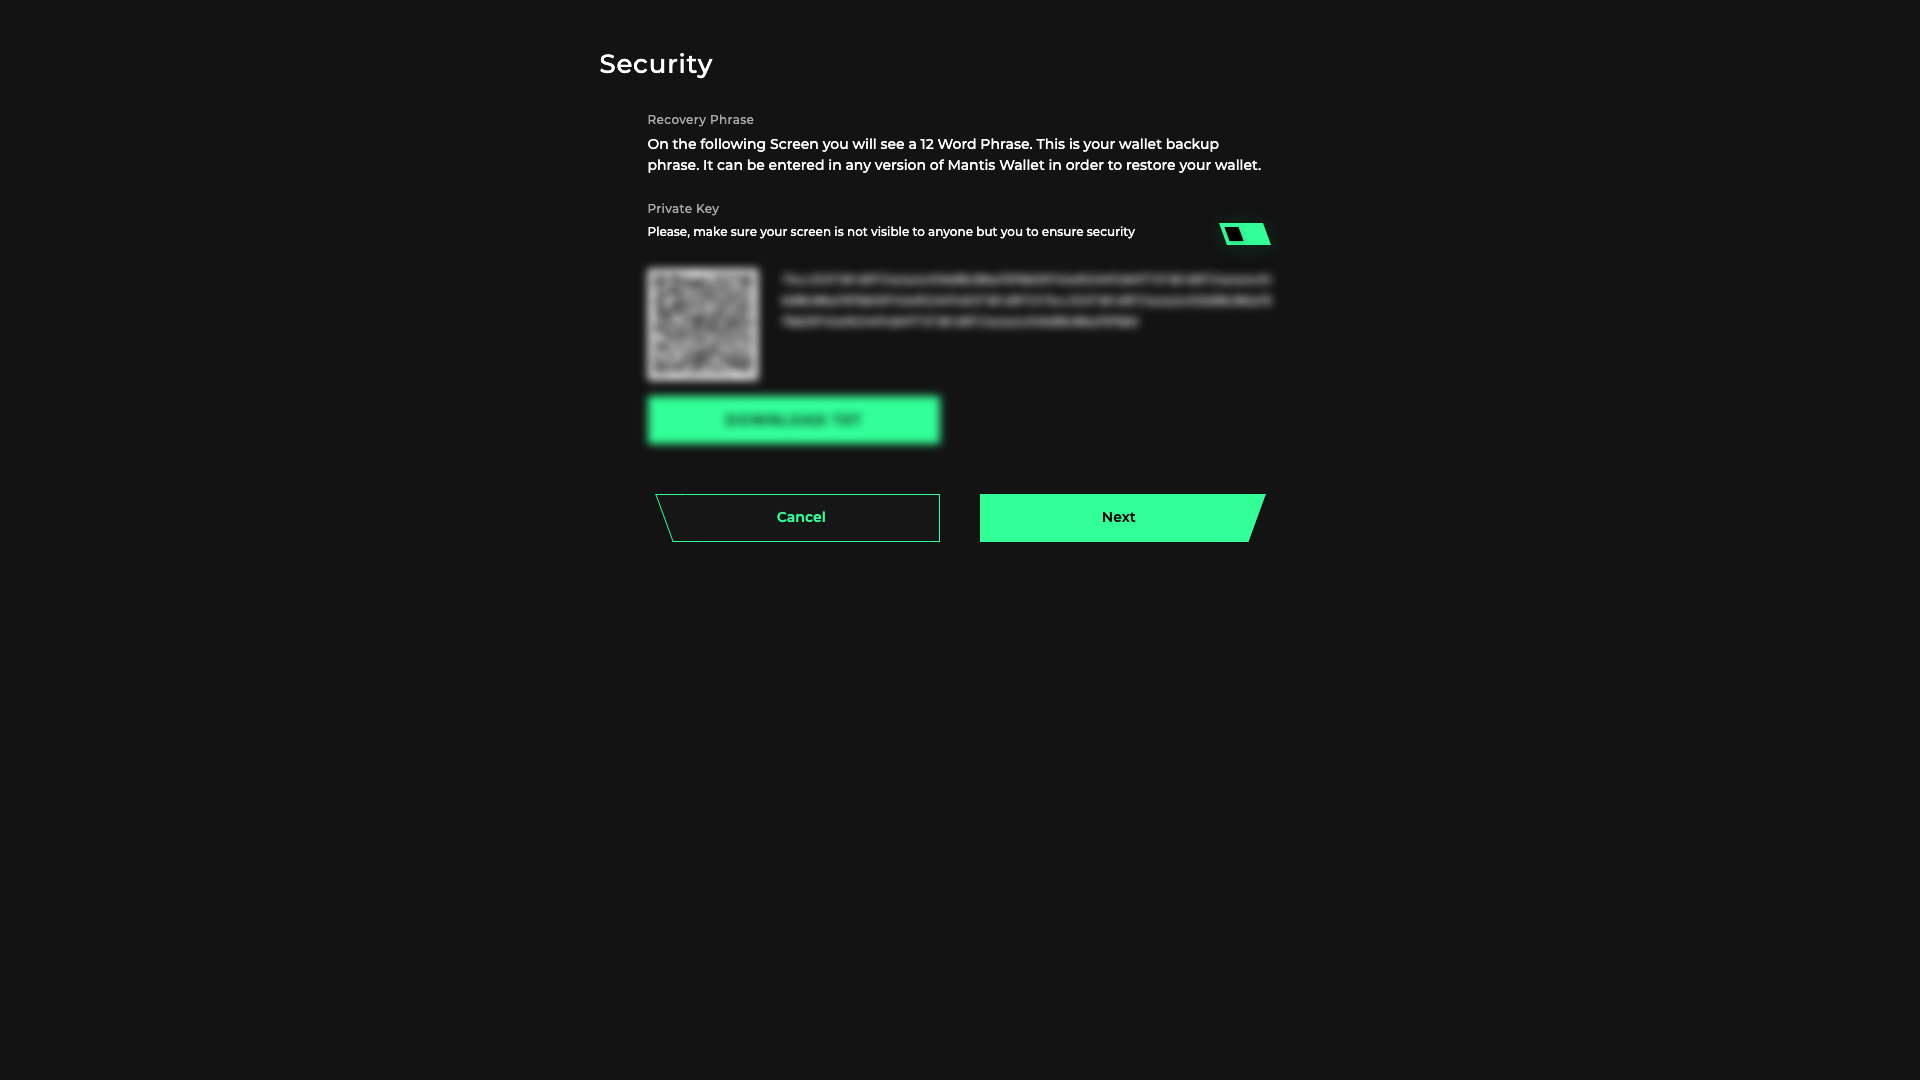 Security
Recovery Phrase
On the following Screen you will see a 12 Word Phrase. This is your wallet backup
phrase. It can be entered in any version of Mantis Wallet in order to restore your wallet.
Private Key
Please, make sure your screen is not visible to anyone but you to ensure security
DOWNLOAD TXT
Cancel
Next